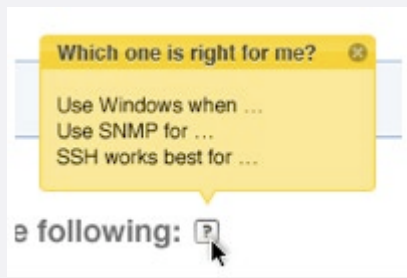 Which one is right for me?
Use Windows when ...
Use SNMP for ...
SSH works best for ...
e following: ?